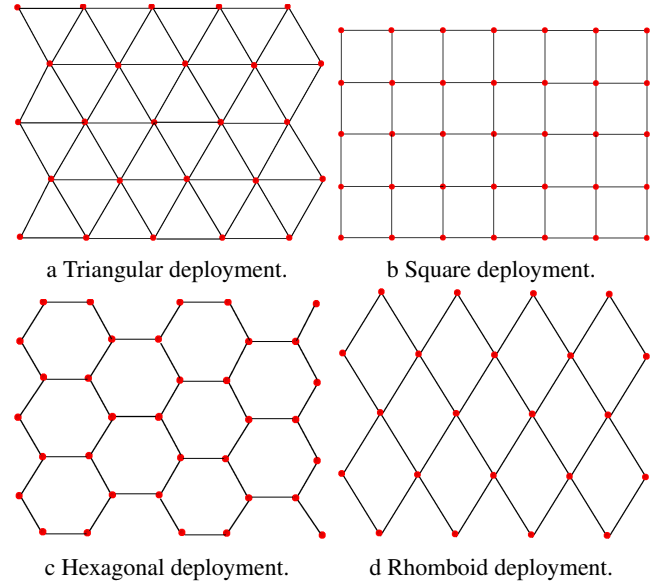 a Triangular deployment.
b Square deployment.
c Hexagonal deployment.
d Rhomboid deployment.